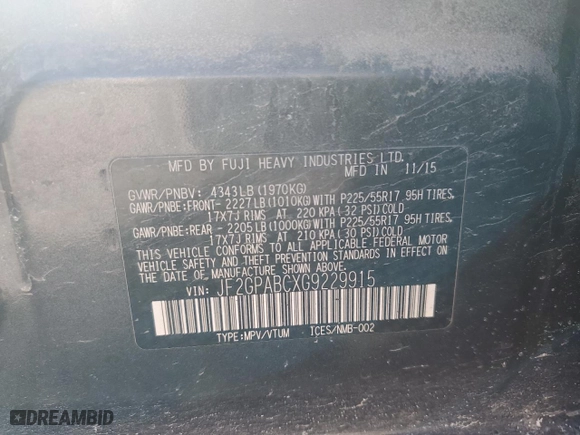 MFD BY FUJI HEAVY INDUSTRIES LTD.
MFD IN 11/15
GVWR/PNBV: 4343LB(1970KG)
GAWR/PNBE:FRONT- 2227LB(1010KG)WITH P225/55R17 95H TIRES,
17X7J RIMS AT 220 KPA(32 PSI)COLD
GAWR/PNBE:REAR - 2205LB(1000KG)WITH P225/55R17 95H TIRES,
17X7J RIMS AT 210 KPA(30 PSI)COLD
THIS VEHICLE CONFORMS TO ALL APPLICABLE FEDERAL MOTOR
VEHICLE SAFETY AND THEFT PREVENTION STANDARDS IN EFFECT ON
THE DATE OF MANUFACTURE SHOWN ABOVE.
VIN: JF2GPABCXG9229915
TYPE:MPV/VTUM ICES/NMB-002
DREAMBID